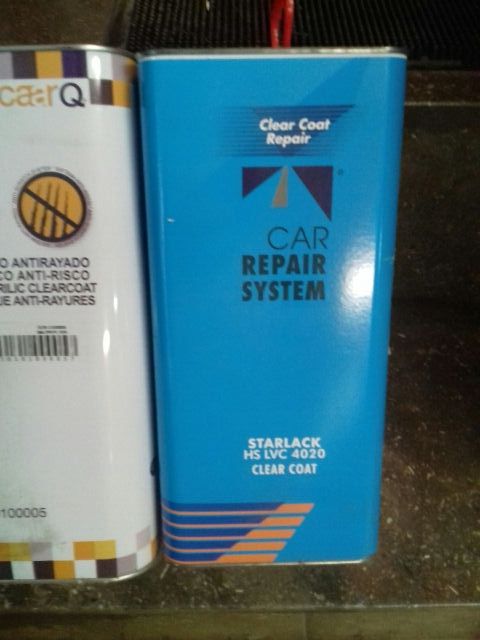 caarQ
O ANTIRAYADO
CO ANTI-RISCO
RILIC CLEARCOAT
UE ANTI-RAYURES
100005
Clear Coat
Repair
CAR
REPAIR
SYSTEM
STARLACK
HS LVC 4020
CLEAR COAT